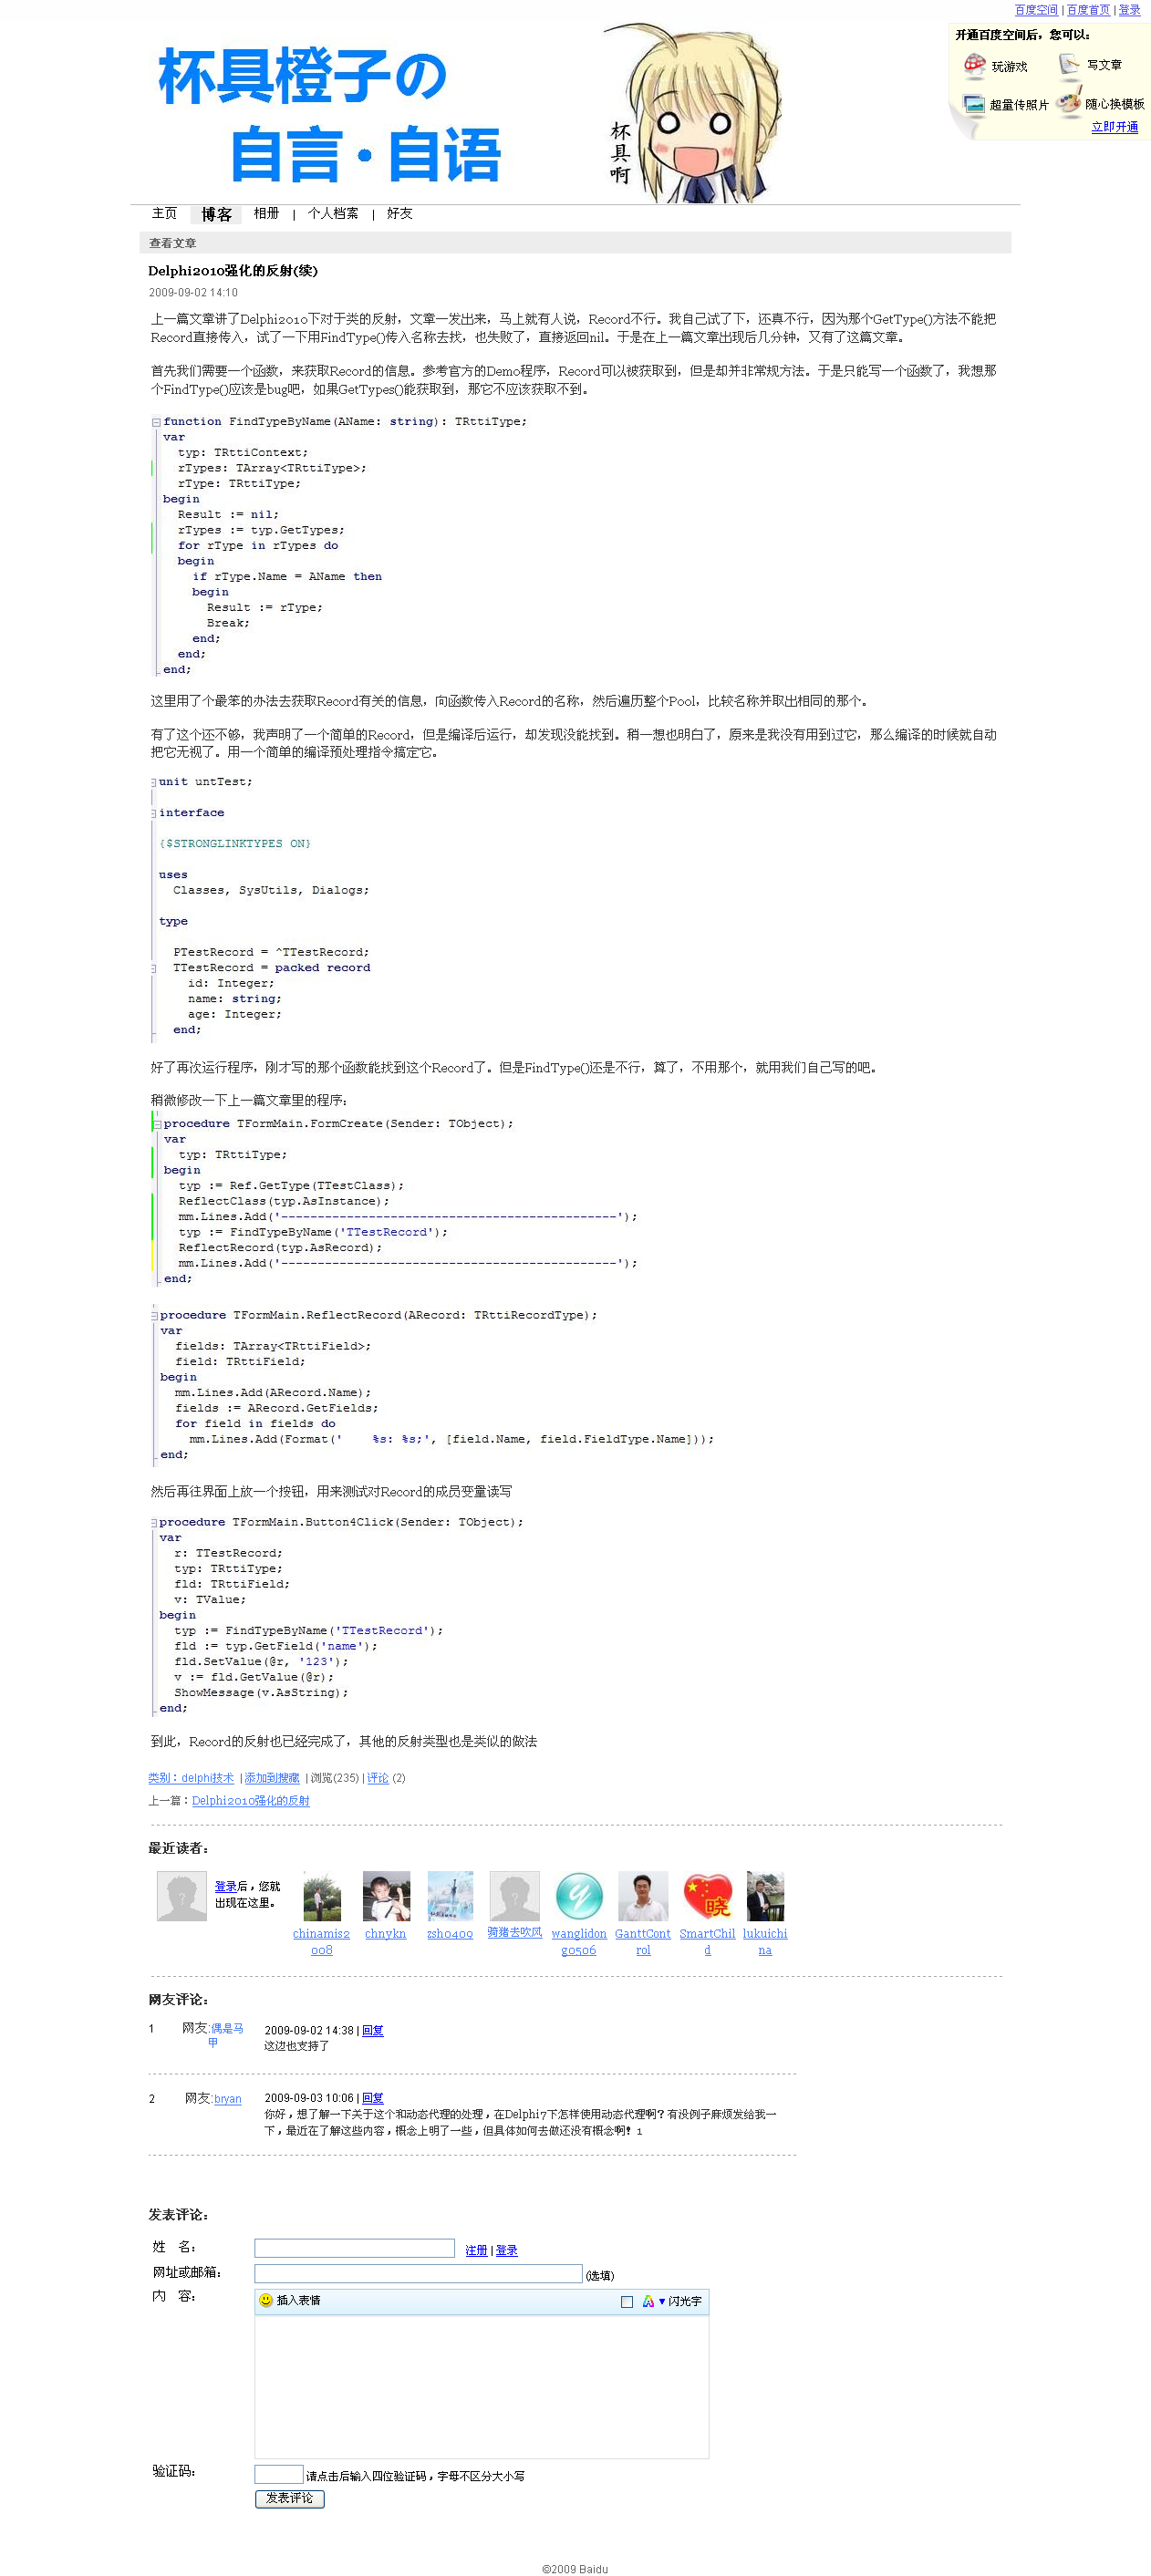 百度空间 | 百度首页 | 登录
开通百度空间后，您可以：
玩游戏 写文章
超量传照片 随心换模板
立即开通
杯具橙子の
自言·自语
杯具啊
主页 博客 相册 | 个人档案 | 好友
查看文章
Delphi2010强化的反射(续)
2009-09-02 14:10
上一篇文章讲了Delphi2010下对于类的反射，文章一发出来，马上就有人说，Record不行。我自己试了下，还真不行，因为那个GetType()方法不能把
Record直接传入，试了一下用FindType()传入名称去找，也失败了，直接返回nil。于是在上一篇文章出现后几分钟，又有了这篇文章。
首先我们需要一个函数，来获取Record的信息。参考官方的Demo程序，Record可以被获取到，但是却并非常规方法。于是只能写一个函数了，我想那
个FindType()应该是bug吧，如果GetTypes()能获取到，那它不应该获取不到。
function FindTypeByName(AName: string): TRttiType;
var
typ: TRttiContext;
rTypes: TArray<TRttiType>;
rType: TRttiType;
begin
Result := nil;
rTypes := typ.GetTypes;
for rType in rTypes do
begin
if rType.Name = AName then
begin
Result := rType;
Break;
end;
end;
end;
这里用了个最笨的办法去获取Record有关的信息，向函数传入Record的名称，然后遍历整个Pool，比较名称并取出相同的那个。
有了这个还不够，我声明了一个简单的Record，但是编译后运行，却发现没能找到。稍一想也明白了，原来是我没有用到过它，那么编译的时候就自动
把它无视了。用一个简单的编译预处理指令搞定它。
unit untTest;
interface
{$STRONGLINKTYPES ON}
uses
Classes, SysUtils, Dialogs;
type
PTestRecord = ^TTestRecord;
TTestRecord = packed record
id: Integer;
name: string;
age: Integer;
end;
好了再次运行程序，刚才写的那个函数能找到这个Record了。但是FindType()还是不行，算了，不用那个，就用我们自己写的吧。
稍微修改一下上一篇文章里的程序：
procedure TFormMain.FormCreate(Sender: TObject);
var
typ: TRttiType;
begin
typ := Ref.GetType(TTestClass);
ReflectClass(typ.AsInstance);
mm.Lines.Add('----------------------------------------------');
typ := FindTypeByName('TTestRecord');
ReflectRecord(typ.AsRecord);
mm.Lines.Add('----------------------------------------------');
end;
procedure TFormMain.ReflectRecord(ARecord: TRttiRecordType);
var
fields: TArray<TRttiField>;
field: TRttiField;
begin
mm.Lines.Add(ARecord.Name);
fields := ARecord.GetFields;
for field in fields do
mm.Lines.Add(Format('    %s: %s;', [field.Name, field.FieldType.Name]));
end;
然后再往界面上放一个按钮，用来测试对Record的成员变量读写
procedure TFormMain.Button4Click(Sender: TObject);
var
r: TTestRecord;
typ: TRttiType;
fld: TRttiField;
v: TValue;
begin
typ := FindTypeByName('TTestRecord');
fld := typ.GetField('name');
fld.SetValue(@r, '123');
v := fld.GetValue(@r);
ShowMessage(v.AsString);
end;
到此，Record的反射也已经完成了，其他的反射类型也是类似的做法
类别：delphi技术 | 添加到搜藏 | 浏览(235) | 评论 (2)
上一篇：Delphi2010强化的反射
最近读者：
登录后，您就
出现在这里。
chinamis2008 chnykn zsh0400 骑猪去吹风 wanglidong0506 GanttControl SmartChild lukuichina
晓
网友评论：
1 网友:偶是马甲 2009-09-02 14:38 | 回复
这边也支持了
2 网友:bryan 2009-09-03 10:06 | 回复
你好，想了解一下关于这个和动态代理的处理，在Delphi7下怎样使用动态代理啊？有没例子麻烦发给我一
下，最近在了解这些内容，概念上明了一些，但具体如何去做还没有概念啊！1
发表评论：
姓 名： 注册 | 登录
网址或邮箱： (选填)
内 容： 插入表情 A ▼闪光字
验证码： 请点击后输入四位验证码，字母不区分大小写
发表评论
©2009 Baidu